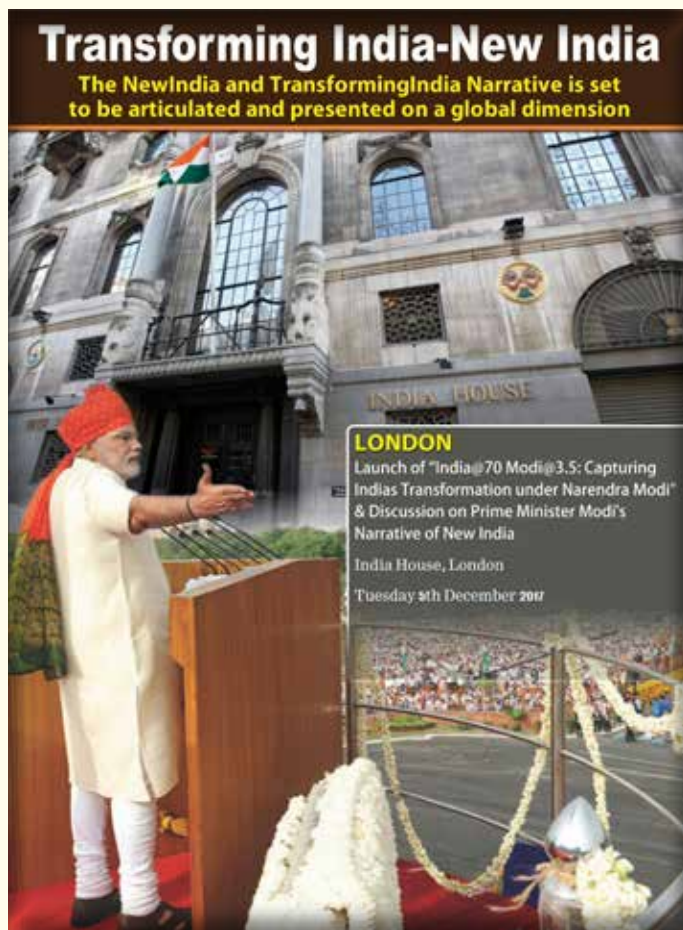 Transforming India-New India
The NewIndia and TransformingIndia Narrative is set
to be articulated and presented on a global dimension
INDIA HOUSE
LONDON
Launch of "India@70 Modi@3.5: Capturing
Indias Transformation under Narendra Modi"
& Discussion on Prime Minister Modi's
Narrative of New India
India House, London
Tuesday 5th December 2017